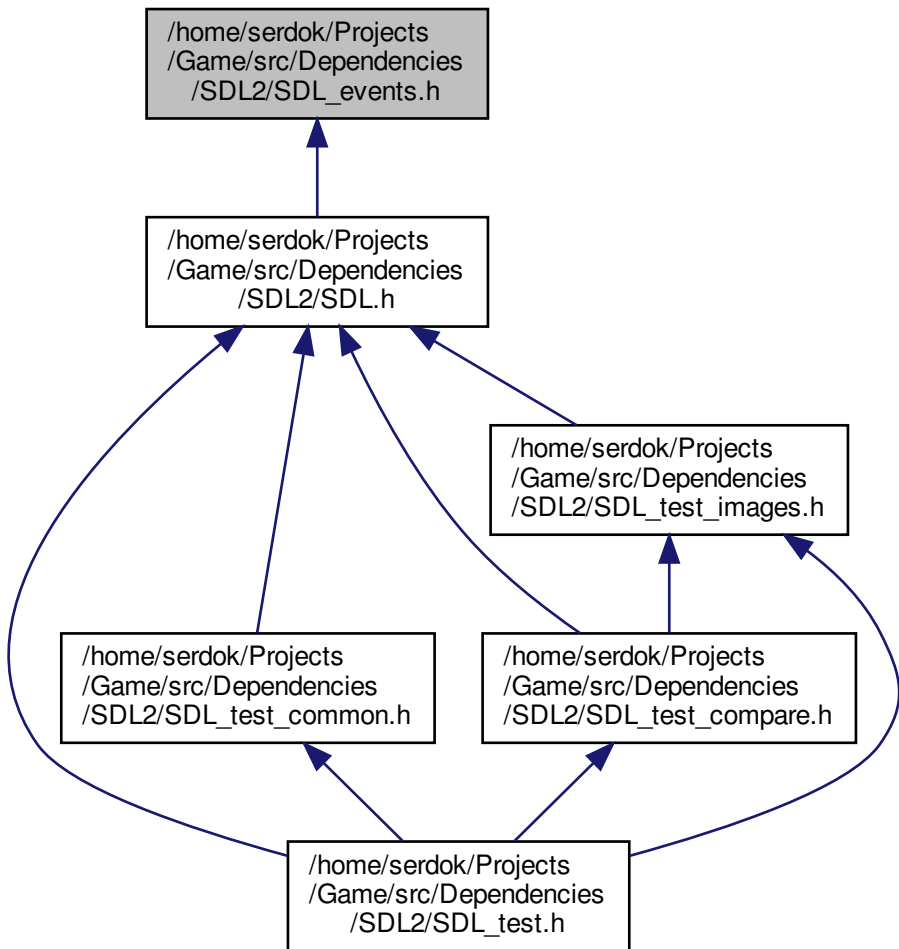 /home/serdok/Projects
/Game/src/Dependencies
/SDL2/SDL_events.h
/home/serdok/Projects
/Game/src/Dependencies
/SDL2/SDL.h
/home/serdok/Projects
/Game/src/Dependencies
/SDL2/SDL_test_images.h
/home/serdok/Projects
/Game/src/Dependencies
/SDL2/SDL_test_common.h
/home/serdok/Projects
/Game/src/Dependencies
/SDL2/SDL_test_compare.h
/home/serdok/Projects
/Game/src/Dependencies
/SDL2/SDL_test.h